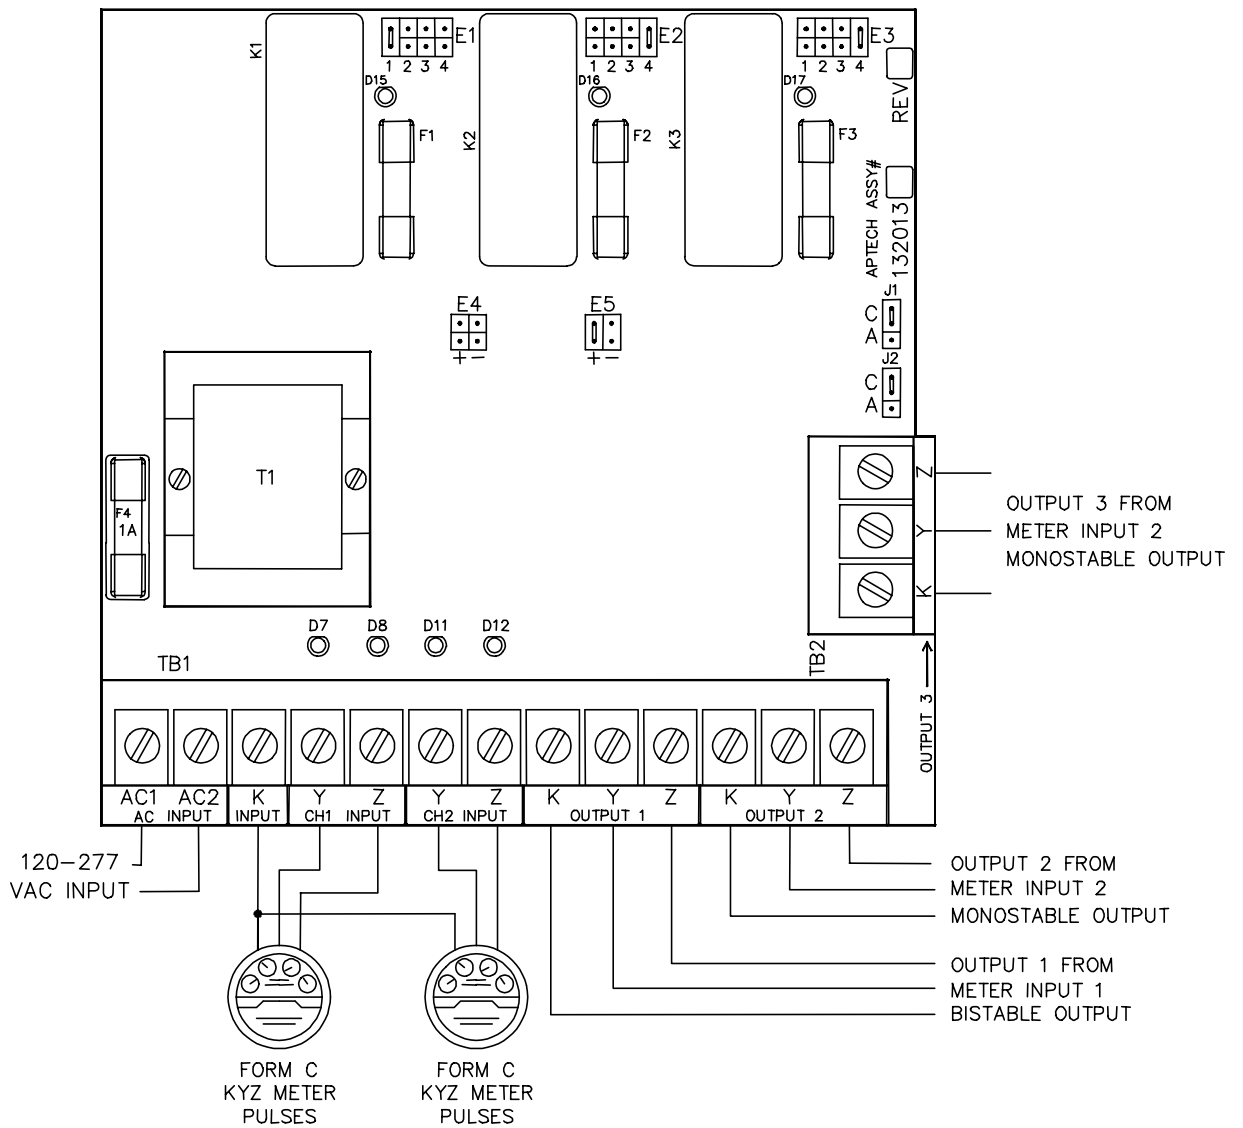 K1
E1
1 2 3 4
D15
F1
K2
E2
1 2 3 4
D16
F2
K3
E3
1 2 3 4
D17
F3
REV
APTECH ASSY#
132013
E4
+ −
E5
+ −
J1
C
A
J2
C
A
T1
F4
1A
Z
Y
K
OUTPUT 3 FROM
METER INPUT 2
MONOSTABLE OUTPUT
D7 D8 D11 D12
TB1
TB2
OUTPUT 3
AC1 AC2 K Y Z Y Z K Y Z K Y Z
AC INPUT INPUT CH1 INPUT CH2 INPUT OUTPUT 1 OUTPUT 2
120-277
VAC INPUT
OUTPUT 2 FROM
METER INPUT 2
MONOSTABLE OUTPUT
OUTPUT 1 FROM
METER INPUT 1
BISTABLE OUTPUT
FORM C
KYZ METER
PULSES
FORM C
KYZ METER
PULSES